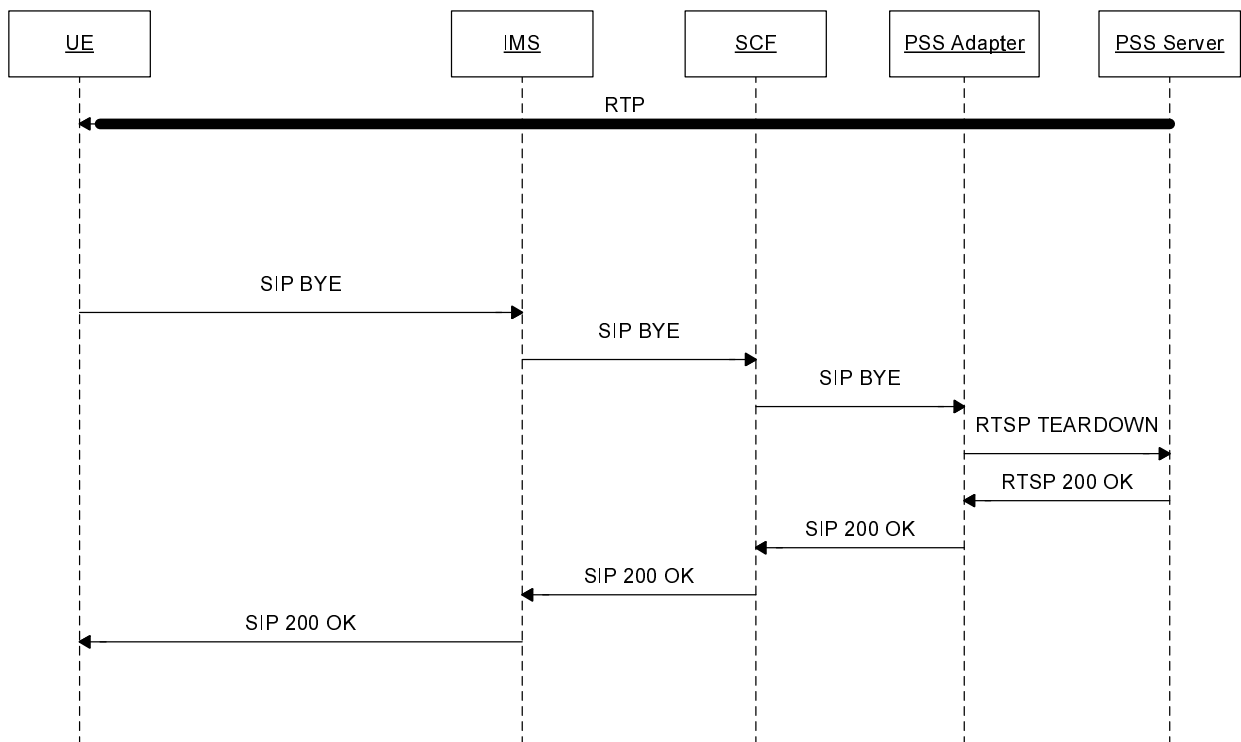 UE
IMS
SCF
PSS Adapter
PSS Server
RTP
SIP BYE
SIP BYE
SIP BYE
RTSP TEARDOWN
RTSP 200 OK
SIP 200 OK
SIP 200 OK
SIP 200 OK